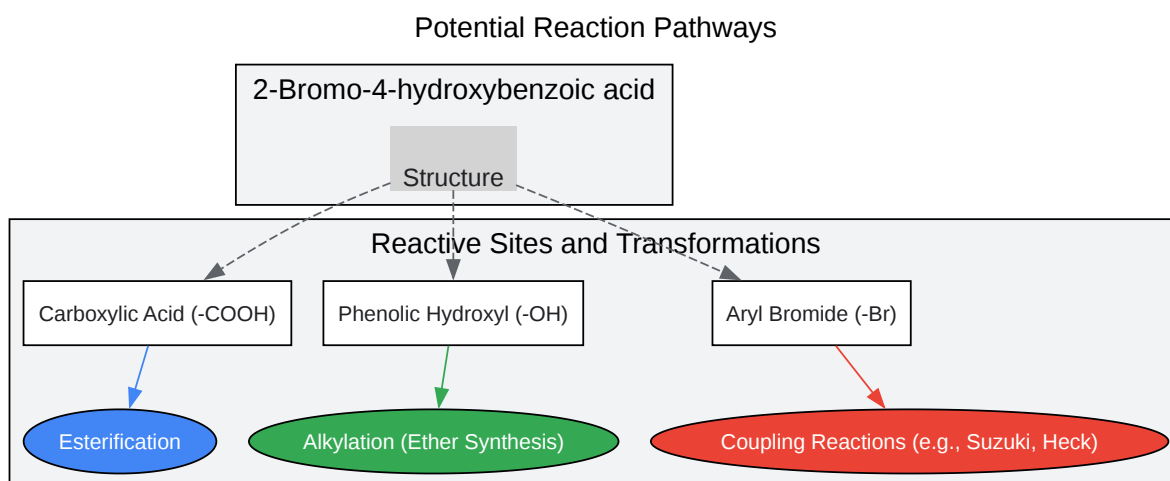 Potential Reaction Pathways
2-Bromo-4-hydroxybenzoic acid
Structure
Reactive Sites and Transformations
Carboxylic Acid (-COOH)
Phenolic Hydroxyl (-OH)
Aryl Bromide (-Br)
Esterification
Alkylation (Ether Synthesis)
Coupling Reactions (e.g., Suzuki, Heck)